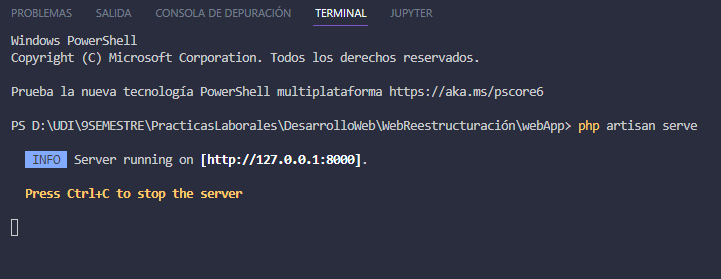 PROBLEMAS SALIDA CONSOLA DE DEPURACIÓN TERMINAL JUPYTER
Windows PowerShell
Copyright (C) Microsoft Corporation. Todos los derechos reservados.
Prueba la nueva tecnología PowerShell multiplataforma https://aka.ms/pscore6
PS D:\UDI\9SEMESTRE\PracticasLaborales\DesarrolloWeb\WebReestructuración\webApp> php artisan serve
INFO Server running on [http://127.0.0.1:8000].
Press Ctrl+C to stop the server